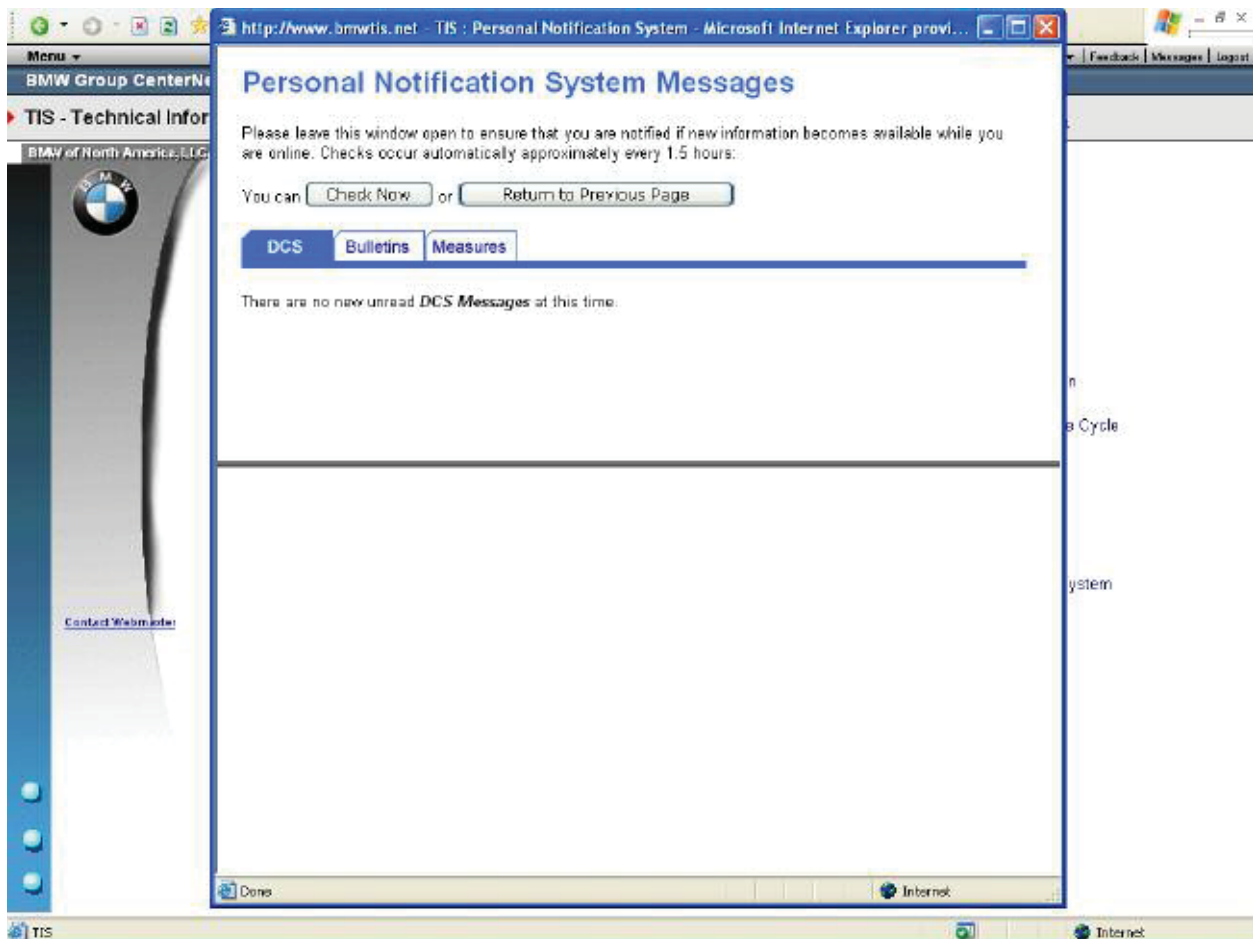 http://www.bmwtis.net - TIS : Personal Notification System - Microsoft Internet Explorer provi...
Menu
Feedback | Messages | Logout
BMW Group CenterNe
TIS - Technical Infor
BMW of North America, LLC
BMW
Personal Notification System Messages
Please leave this window open to ensure that you are notified if new information becomes available while you
are online. Checks occur automatically approximately every 1.5 hours:
You can Check Now or Return to Previous Page
DCS Bulletins Measures
There are no new unread DCS Messages at this time.
n
e Cycle
ystem
Contact Webmaster
Done Internet
TIS Internet